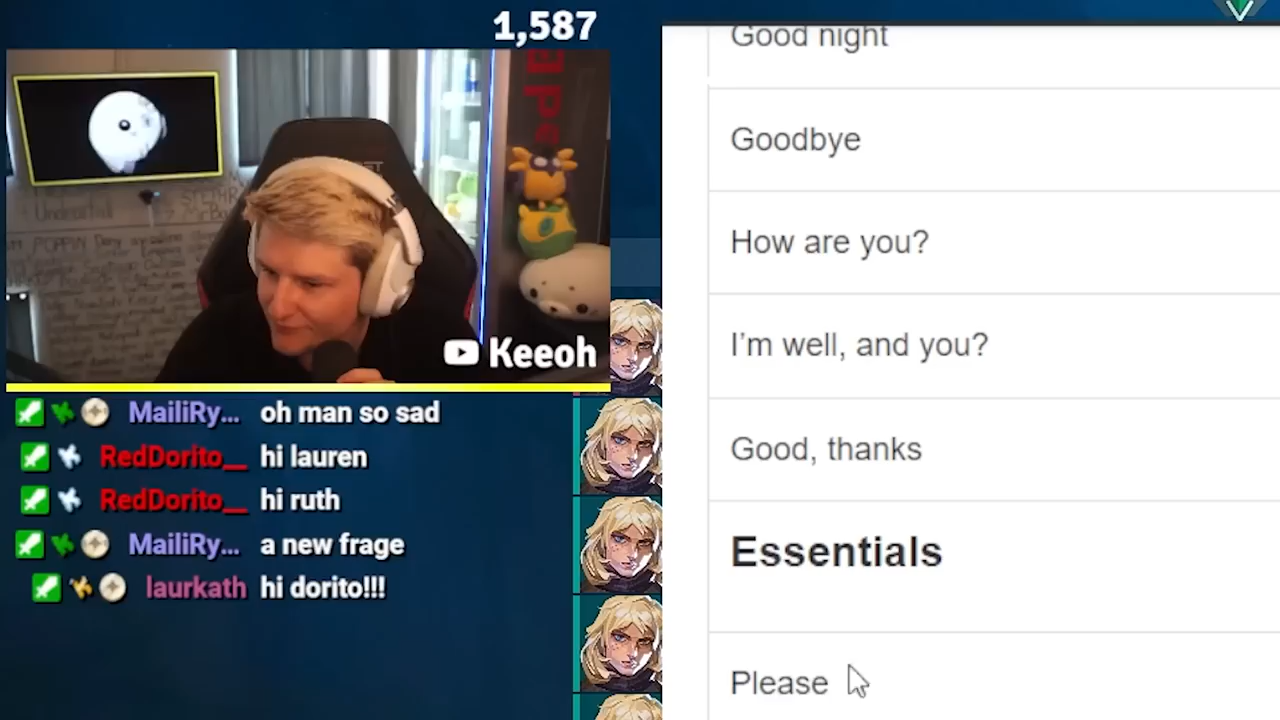 1,587
Keeoh
MailiRy... oh man so sad
RedDorito__ hi lauren
RedDorito__ hi ruth
MailiRy... a new frage
laurkath hi dorito!!!
Good night
Goodbye
How are you?
I’m well, and you?
Good, thanks
Essentials
Please